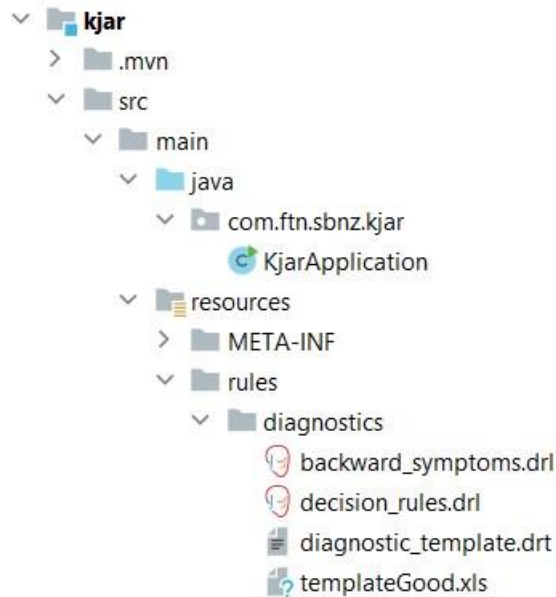 kjar
.mvn
src
main
java
com.ftn.sbnz.kjar
KjarApplication
resources
META-INF
rules
diagnostics
backward_symptoms.drl
decision_rules.drl
diagnostic_template.drt
templateGood.xls